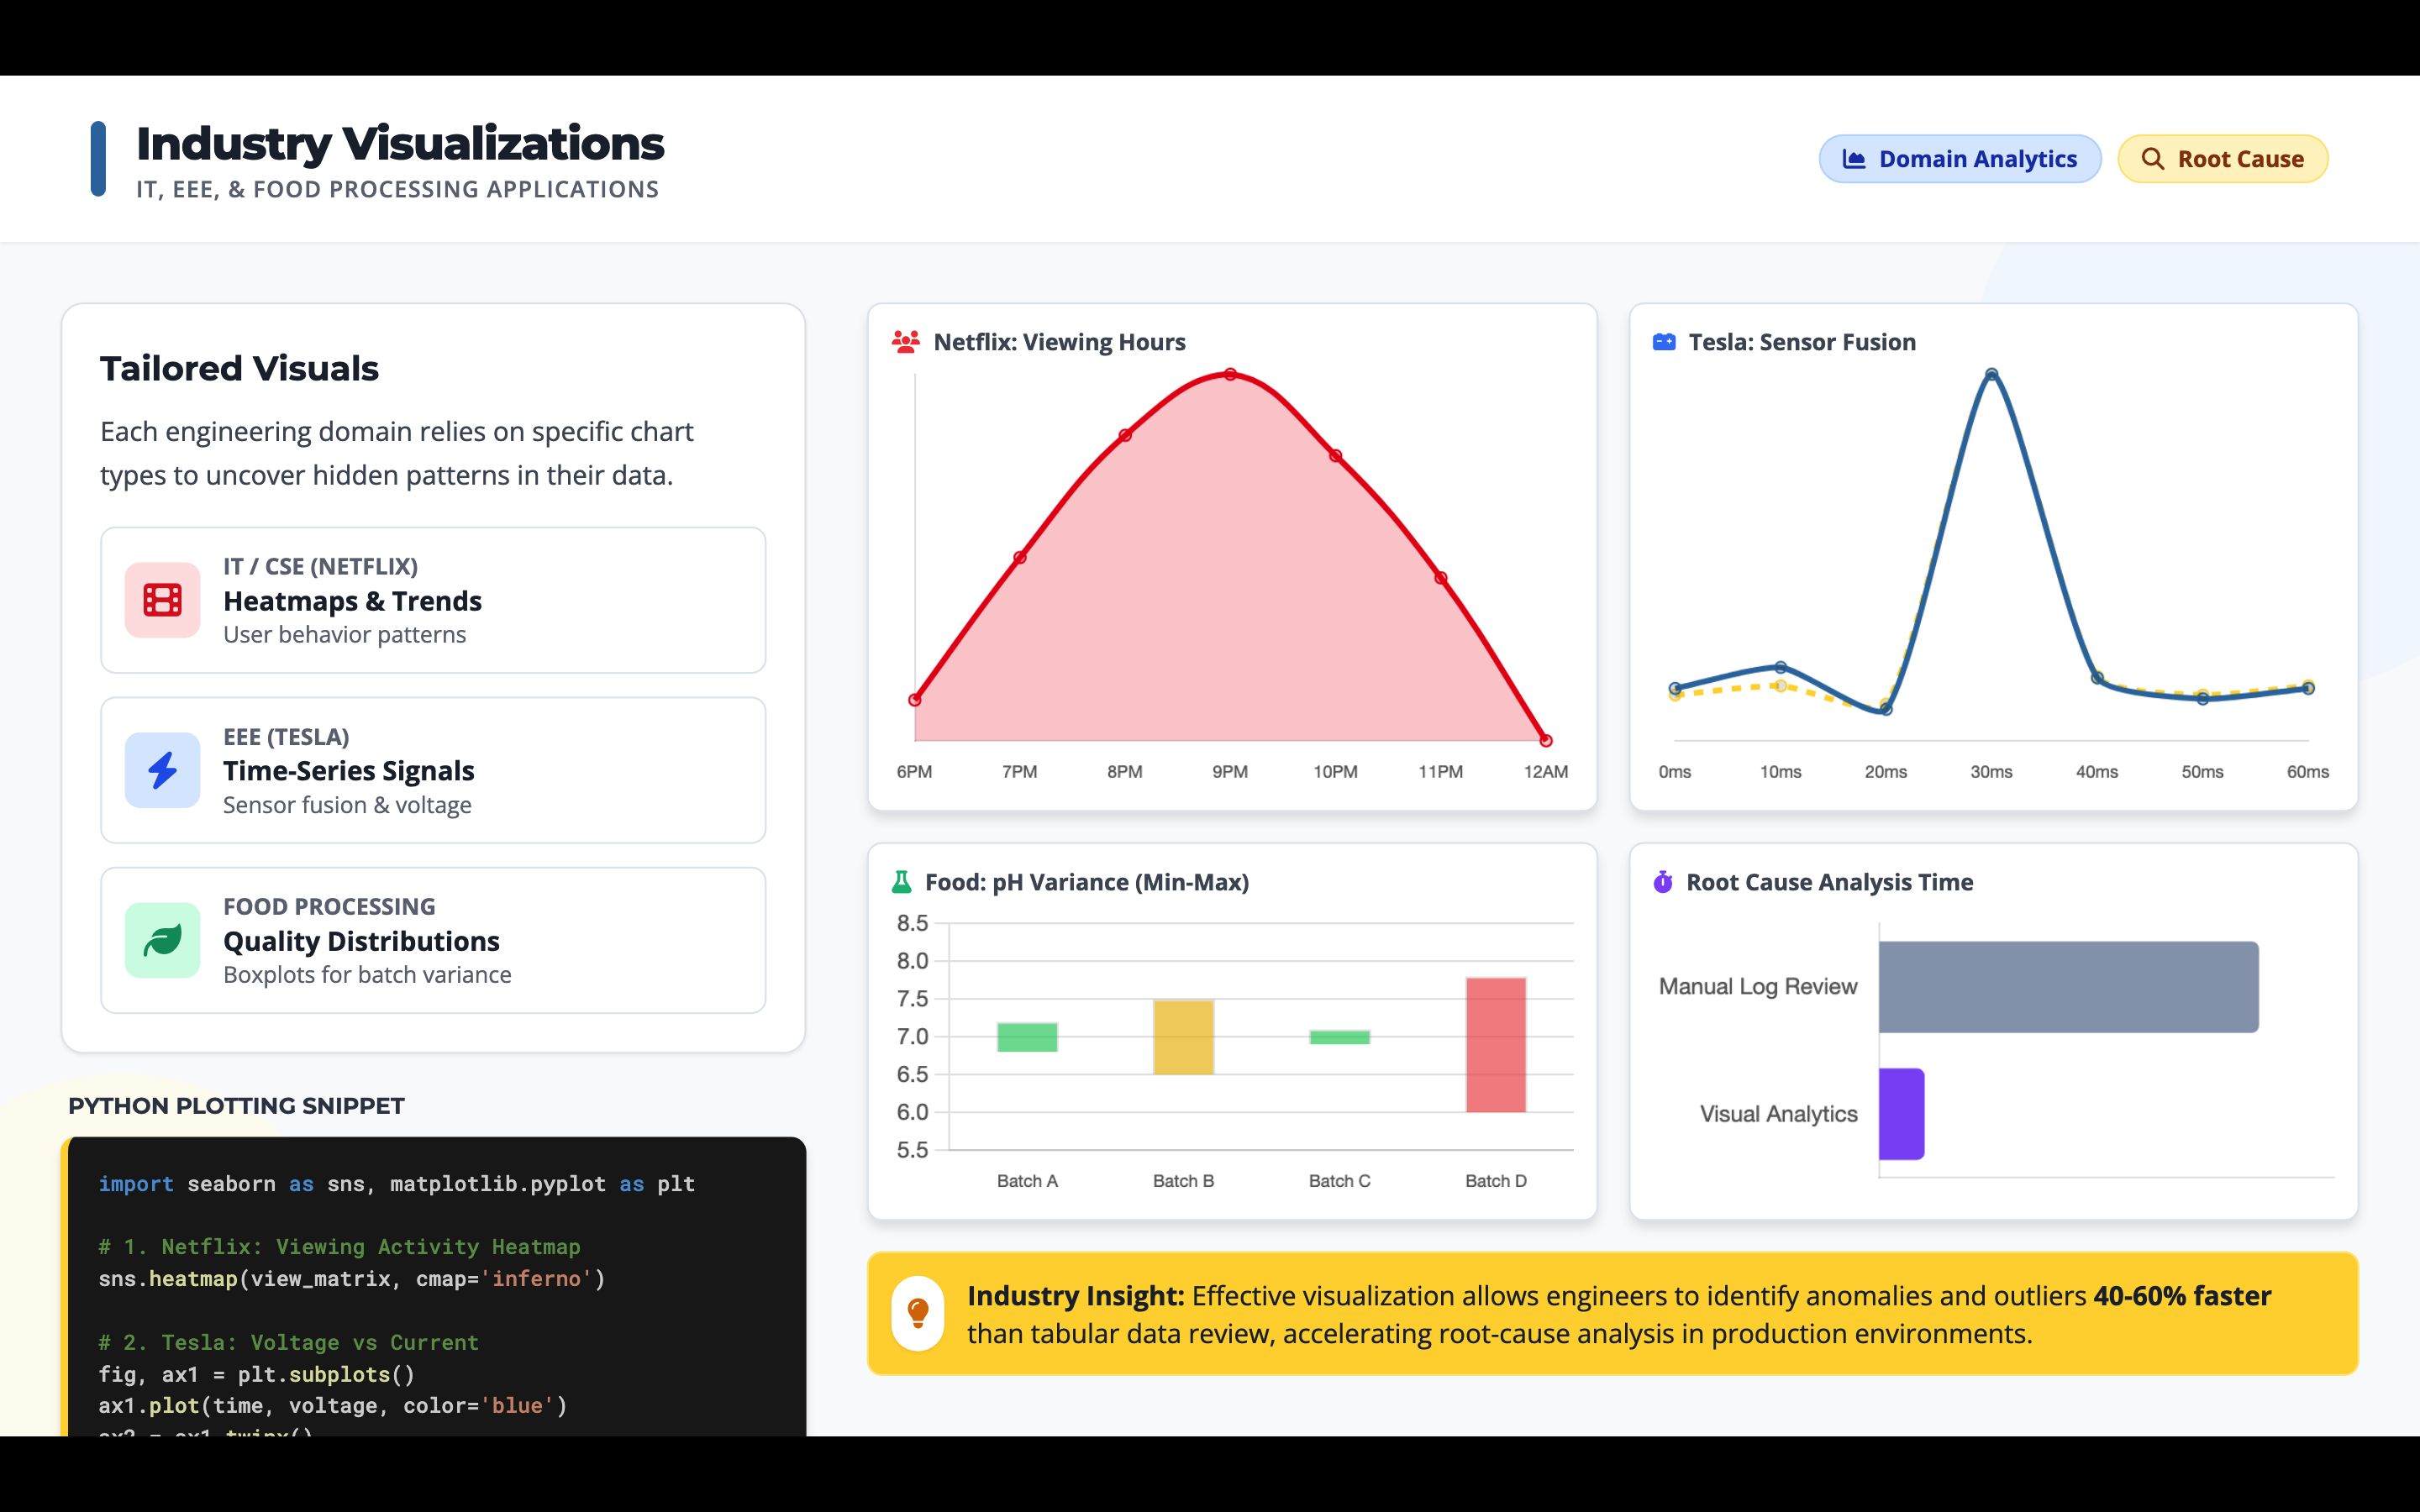 Industry Visualizations
IT, EEE, & FOOD PROCESSING APPLICATIONS
Domain Analytics
Root Cause
Tailored Visuals
Each engineering domain relies on specific chart
types to uncover hidden patterns in their data.
IT / CSE (NETFLIX)
Heatmaps & Trends
User behavior patterns
EEE (TESLA)
Time-Series Signals
Sensor fusion & voltage
FOOD PROCESSING
Quality Distributions
Boxplots for batch variance
PYTHON PLOTTING SNIPPET
import seaborn as sns, matplotlib.pyplot as plt
# 1. Netflix: Viewing Activity Heatmap
sns.heatmap(view_matrix, cmap='inferno')
# 2. Tesla: Voltage vs Current
fig, ax1 = plt.subplots()
ax1.plot(time, voltage, color='blue')
ax2 = ax1.twinx()
Netflix: Viewing Hours
6PM 7PM 8PM 9PM 10PM 11PM 12AM
Tesla: Sensor Fusion
0ms 10ms 20ms 30ms 40ms 50ms 60ms
Food: pH Variance (Min-Max)
8.5
8.0
7.5
7.0
6.5
6.0
5.5
Batch A Batch B Batch C Batch D
Root Cause Analysis Time
Manual Log Review
Visual Analytics
Industry Insight: Effective visualization allows engineers to identify anomalies and outliers 40-60% faster
than tabular data review, accelerating root-cause analysis in production environments.